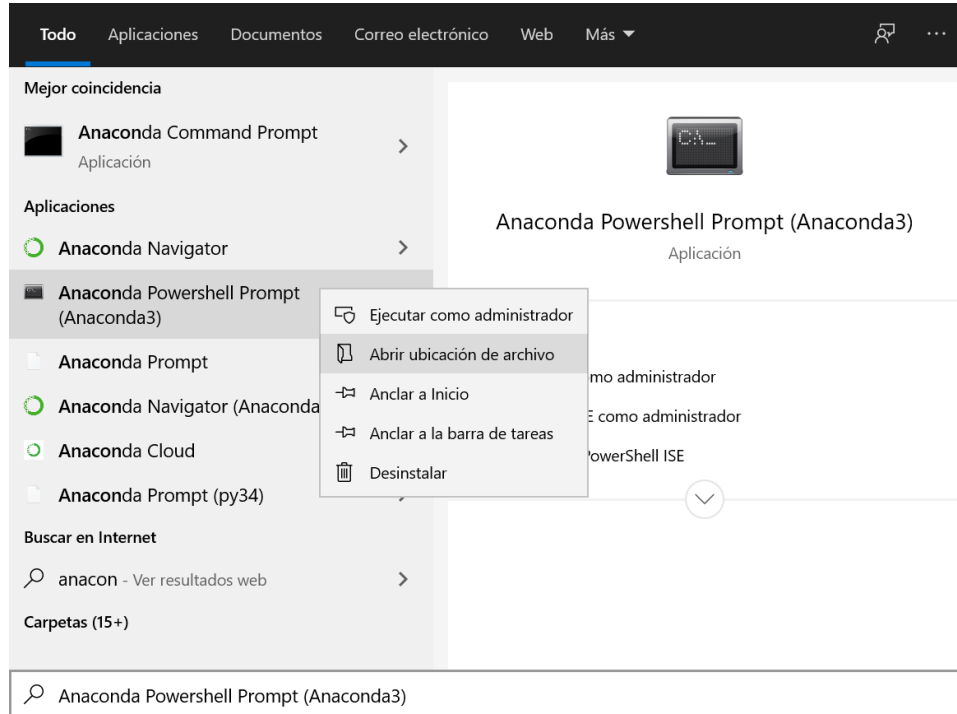 Todo Aplicaciones Documentos Correo electrónico Web Más
Mejor coincidencia
Anaconda Command Prompt
Aplicación
Aplicaciones
Anaconda Navigator
Anaconda Powershell Prompt
(Anaconda3)
Anaconda Prompt
Anaconda Navigator (Anaconda
Anaconda Cloud
Anaconda Prompt (py34)
Buscar en Internet
anacon - Ver resultados web
Carpetas (15+)
Ejecutar como administrador
Abrir ubicación de archivo
Anclar a Inicio
Anclar a la barra de tareas
Desinstalar
C:\_
Anaconda Powershell Prompt (Anaconda3)
Aplicación
mo administrador
E como administrador
PowerShell ISE
Anaconda Powershell Prompt (Anaconda3)